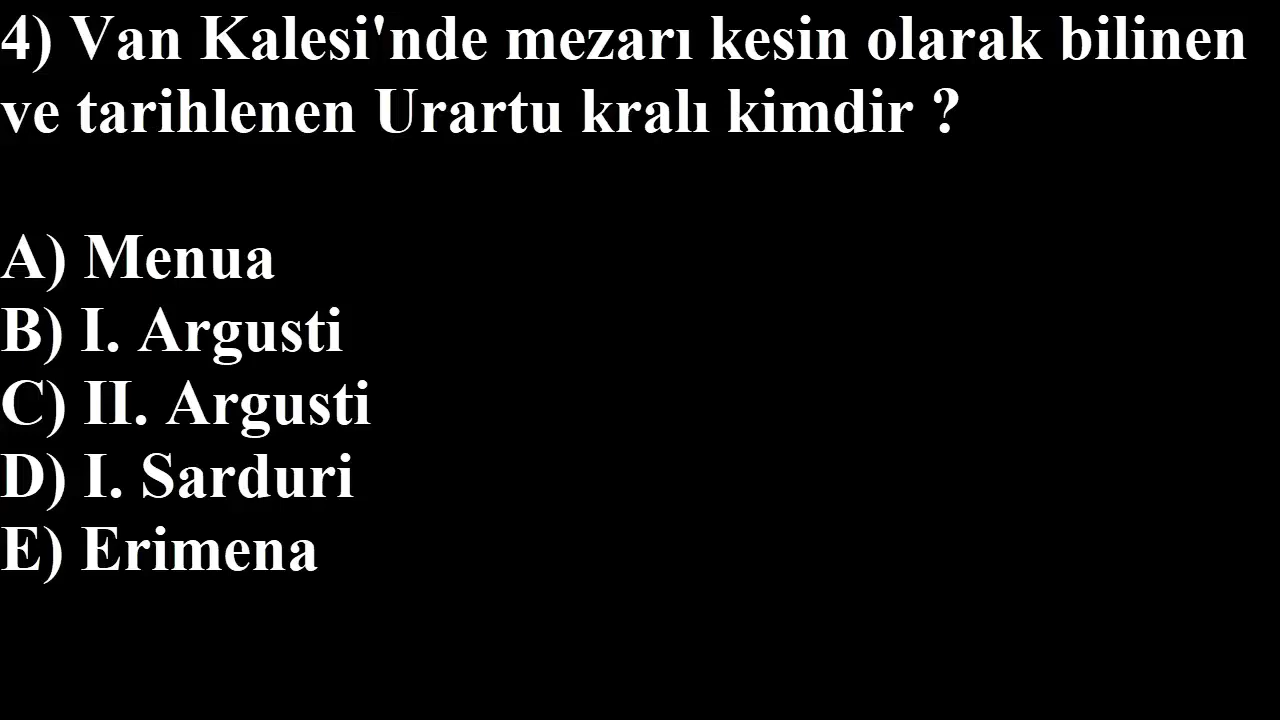 4) Van Kalesi'nde mezarı kesin olarak bilinen
ve tarihlenen Urartu kralı kimdir ?
A) Menua
B) I. Argusti
C) II. Argusti
D) I. Sarduri
E) Erimena